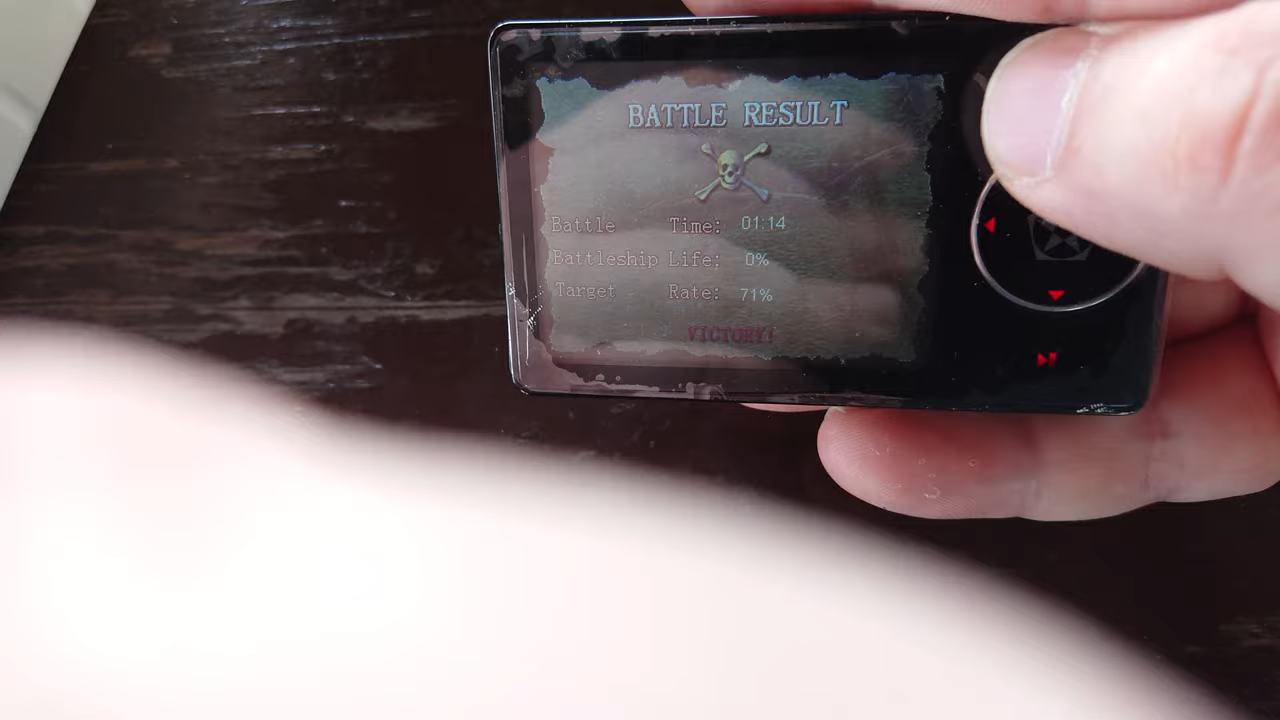 BATTLE RESULT
Battle Time: 01:14
Battleship Life: 0%
Target Rate: 71%
VICTORY!